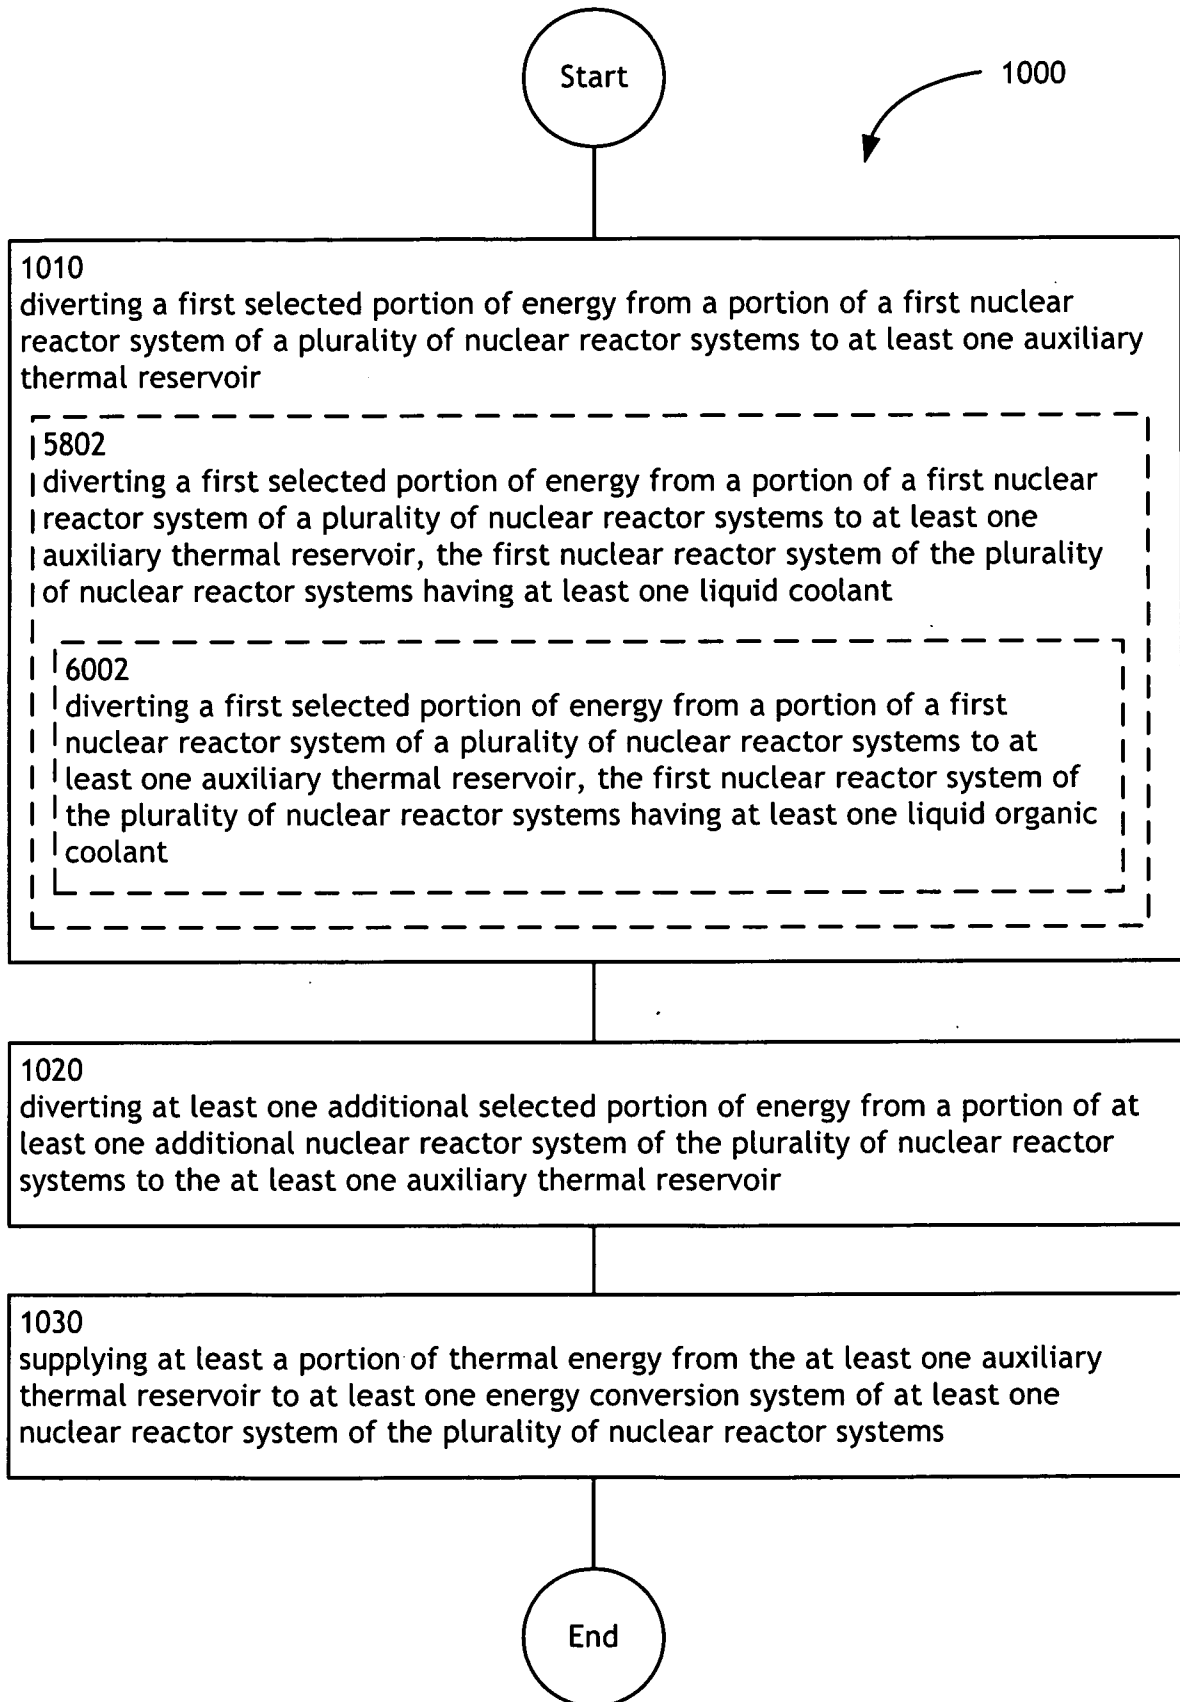 Start
1000
1010
diverting a first selected portion of energy from a portion of a first nuclear
reactor system of a plurality of nuclear reactor systems to at least one auxiliary
thermal reservoir
5802
diverting a first selected portion of energy from a portion of a first nuclear
reactor system of a plurality of nuclear reactor systems to at least one
auxiliary thermal reservoir, the first nuclear reactor system of the plurality
of nuclear reactor systems having at least one liquid coolant
6002
diverting a first selected portion of energy from a portion of a first
nuclear reactor system of a plurality of nuclear reactor systems to at
least one auxiliary thermal reservoir, the first nuclear reactor system of
the plurality of nuclear reactor systems having at least one liquid organic
coolant
1020
diverting at least one additional selected portion of energy from a portion of at
least one additional nuclear reactor system of the plurality of nuclear reactor
systems to the at least one auxiliary thermal reservoir
1030
supplying at least a portion of thermal energy from the at least one auxiliary
thermal reservoir to at least one energy conversion system of at least one
nuclear reactor system of the plurality of nuclear reactor systems
End